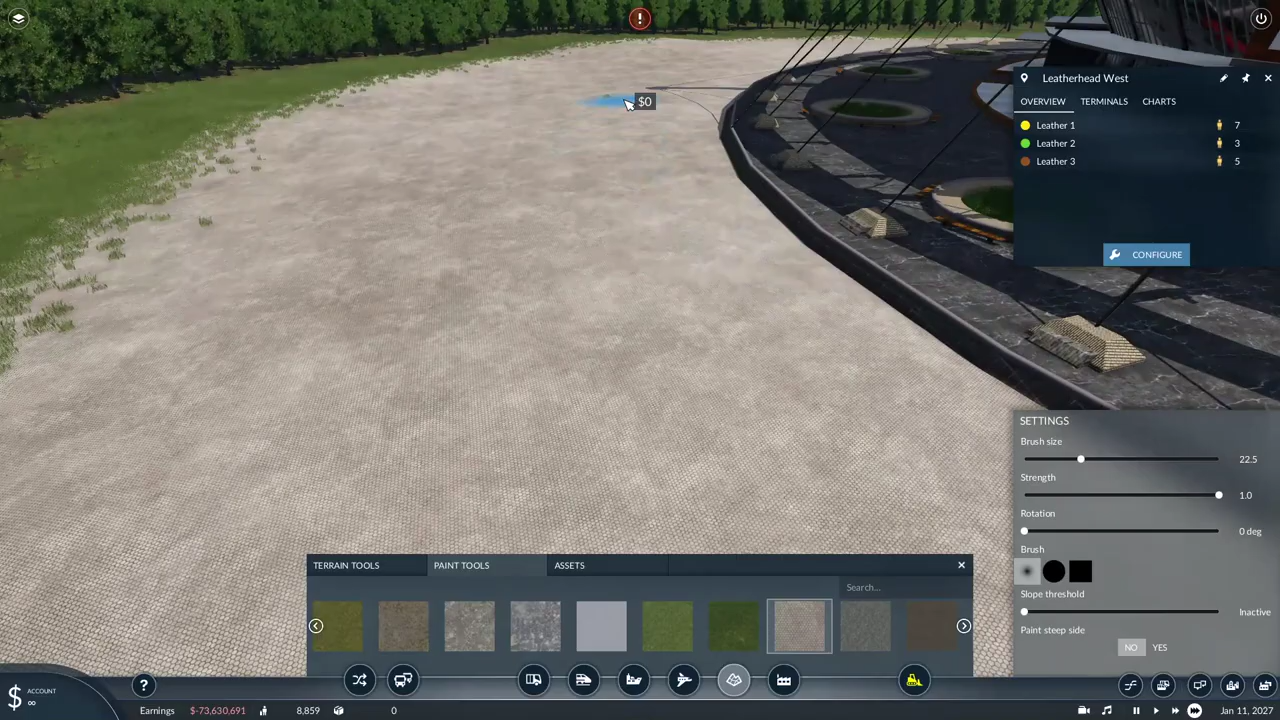 $0
Leatherhead West
OVERVIEW TERMINALS CHARTS
Leather 1 7
Leather 2 3
Leather 3 5
CONFIGURE
SETTINGS
Brush size
22.5
Strength
1.0
Rotation
0 deg
Brush
Slope threshold
Inactive
Paint steep side
NO YES
TERRAIN TOOLS PAINT TOOLS ASSETS
Search...
$ ACCOUNT
∞
?
Earnings $-73,630,691 8,859 0
Jan 11, 2027